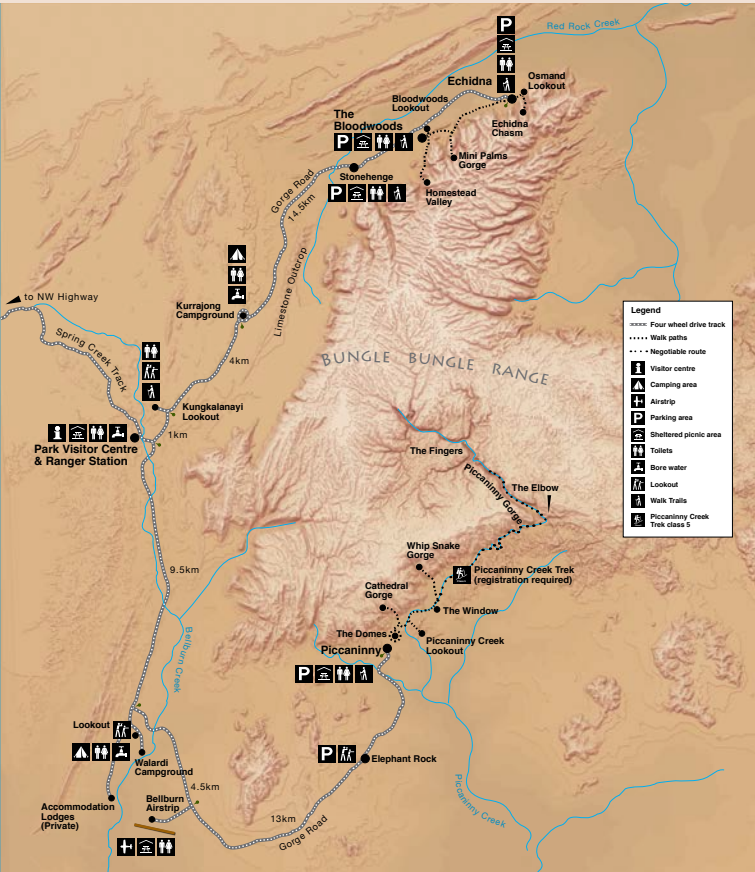 Red Rock Creek
P
Echidna
Osmand
Lookout
Bloodwoods
Lookout
The
Bloodwoods
P
Echidna
Chasm
Mini Palms
Gorge
Stonehenge
P
Homestead
Valley
Gorge Road
14.5km
Limestone Outcrop
to NW Highway
Kurrajong
Campground
Spring Creek Track
4km
BUNGLE BUNGLE RANGE
Kungkalanayi
Lookout
1km
Park Visitor Centre
& Ranger Station
Legend
Four wheel drive track
Walk paths
Negotiable route
Visitor centre
Camping area
Airstrip
P
Parking area
Sheltered picnic area
Toilets
Bore water
Lookout
Walk Trails
Piccaninny Creek
Trek class 5
The Fingers
Piccaninny Gorge
The Elbow
Whip Snake
Gorge
Piccaninny Creek Trek
(registration required)
9.5km
Cathedral
Gorge
The Window
The Domes
Piccaninny Creek
Lookout
Piccaninny
P
Bellburn Creek
Lookout
P
Elephant Rock
Walardi
Campground
4.5km
Accommodation
Lodges
(Private)
Bellburn
Airstrip
13km
Gorge Road
Piccaninny Creek